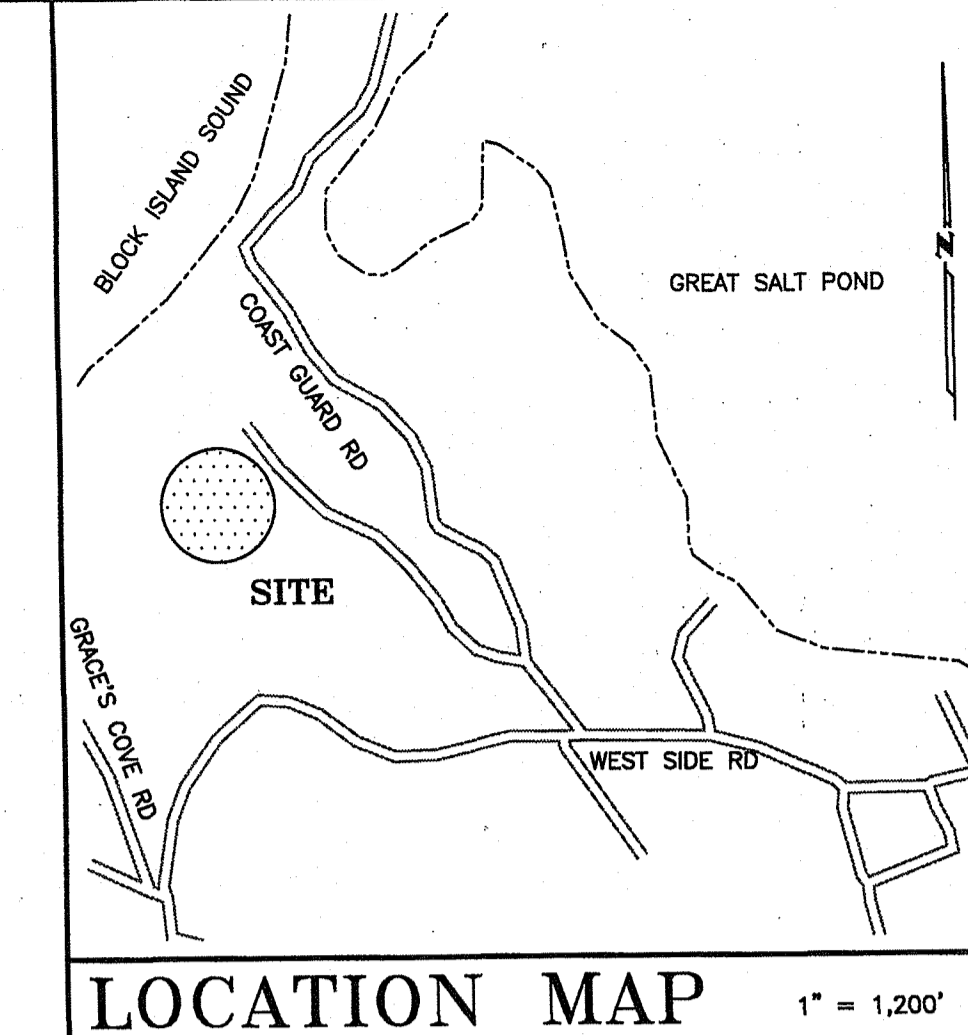 BLOCK ISLAND SOUND
GREAT SALT POND
N
COAST GUARD RD
SITE
GRACE'S COVE RD
WEST SIDE RD
LOCATION MAP
1" = 1,200'